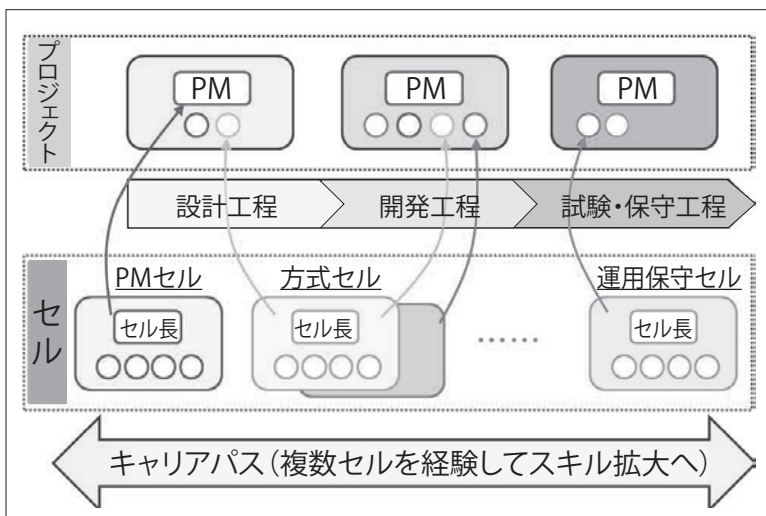 プロジェクト
PM
PM
PM
設計工程
開発工程
試験・保守工程
セル
PMセル
方式セル
運用保守セル
セル長
セル長
……
セル長
キャリアパス（複数セルを経験してスキル拡大へ）